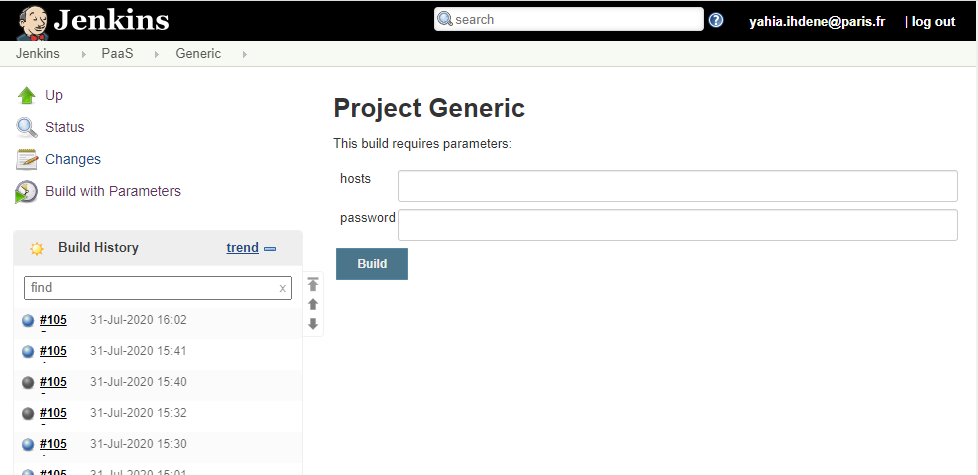 Jenkins
search
yahia.ihdene@paris.fr | log out
Jenkins PaaS Generic
Up
Status
Changes
Build with Parameters
Project Generic
This build requires parameters:
hosts
password
Build
Build History trend
find x
#105 31-Jul-2020 16:02
#105 31-Jul-2020 15:41
#105 31-Jul-2020 15:40
#105 31-Jul-2020 15:32
#105 31-Jul-2020 15:30
#105 31-Jul-2020 15:01